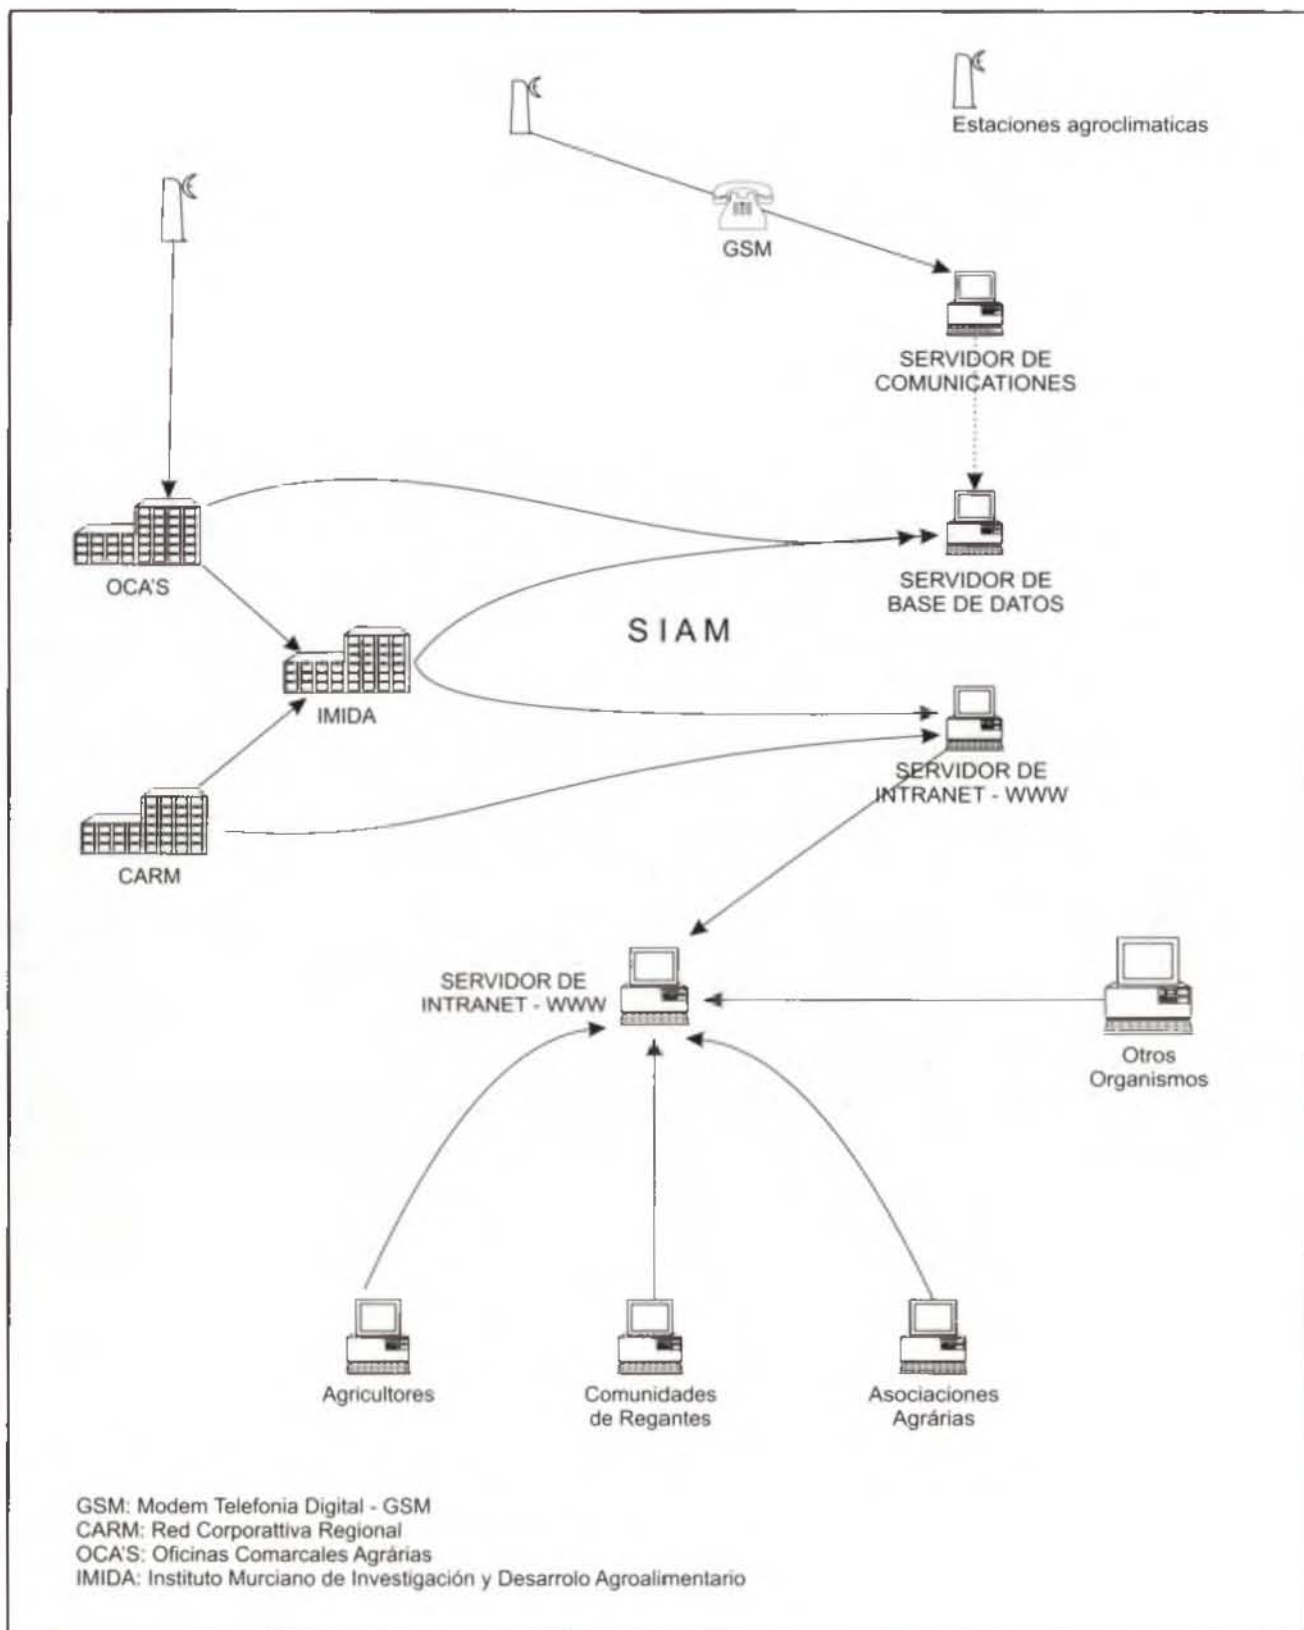 Estaciones agroclimaticas
GSM
SERVIDOR DE
COMUNICATIONES
OCA'S
SERVIDOR DE
BASE DE DATOS
SIAM
IMIDA
SERVIDOR DE
INTRANET - WWW
CARM
SERVIDOR DE
INTRANET - WWW
Otros
Organismos
Agricultores
Comunidades
de Regantes
Asociaciones
Agrárias
GSM: Modem Telefonia Digital - GSM
CARM: Red Corporattiva Regional
OCA'S: Oficinas Comarcales Agrárias
IMIDA: Instituto Murciano de Investigación y Desarrolo Agroalimentario